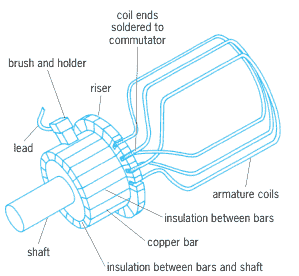 coil ends
soldered to
commutator
brush and holder
riser
lead
armature coils
insulation between bars
copper bar
shaft
insulation between bars and shaft